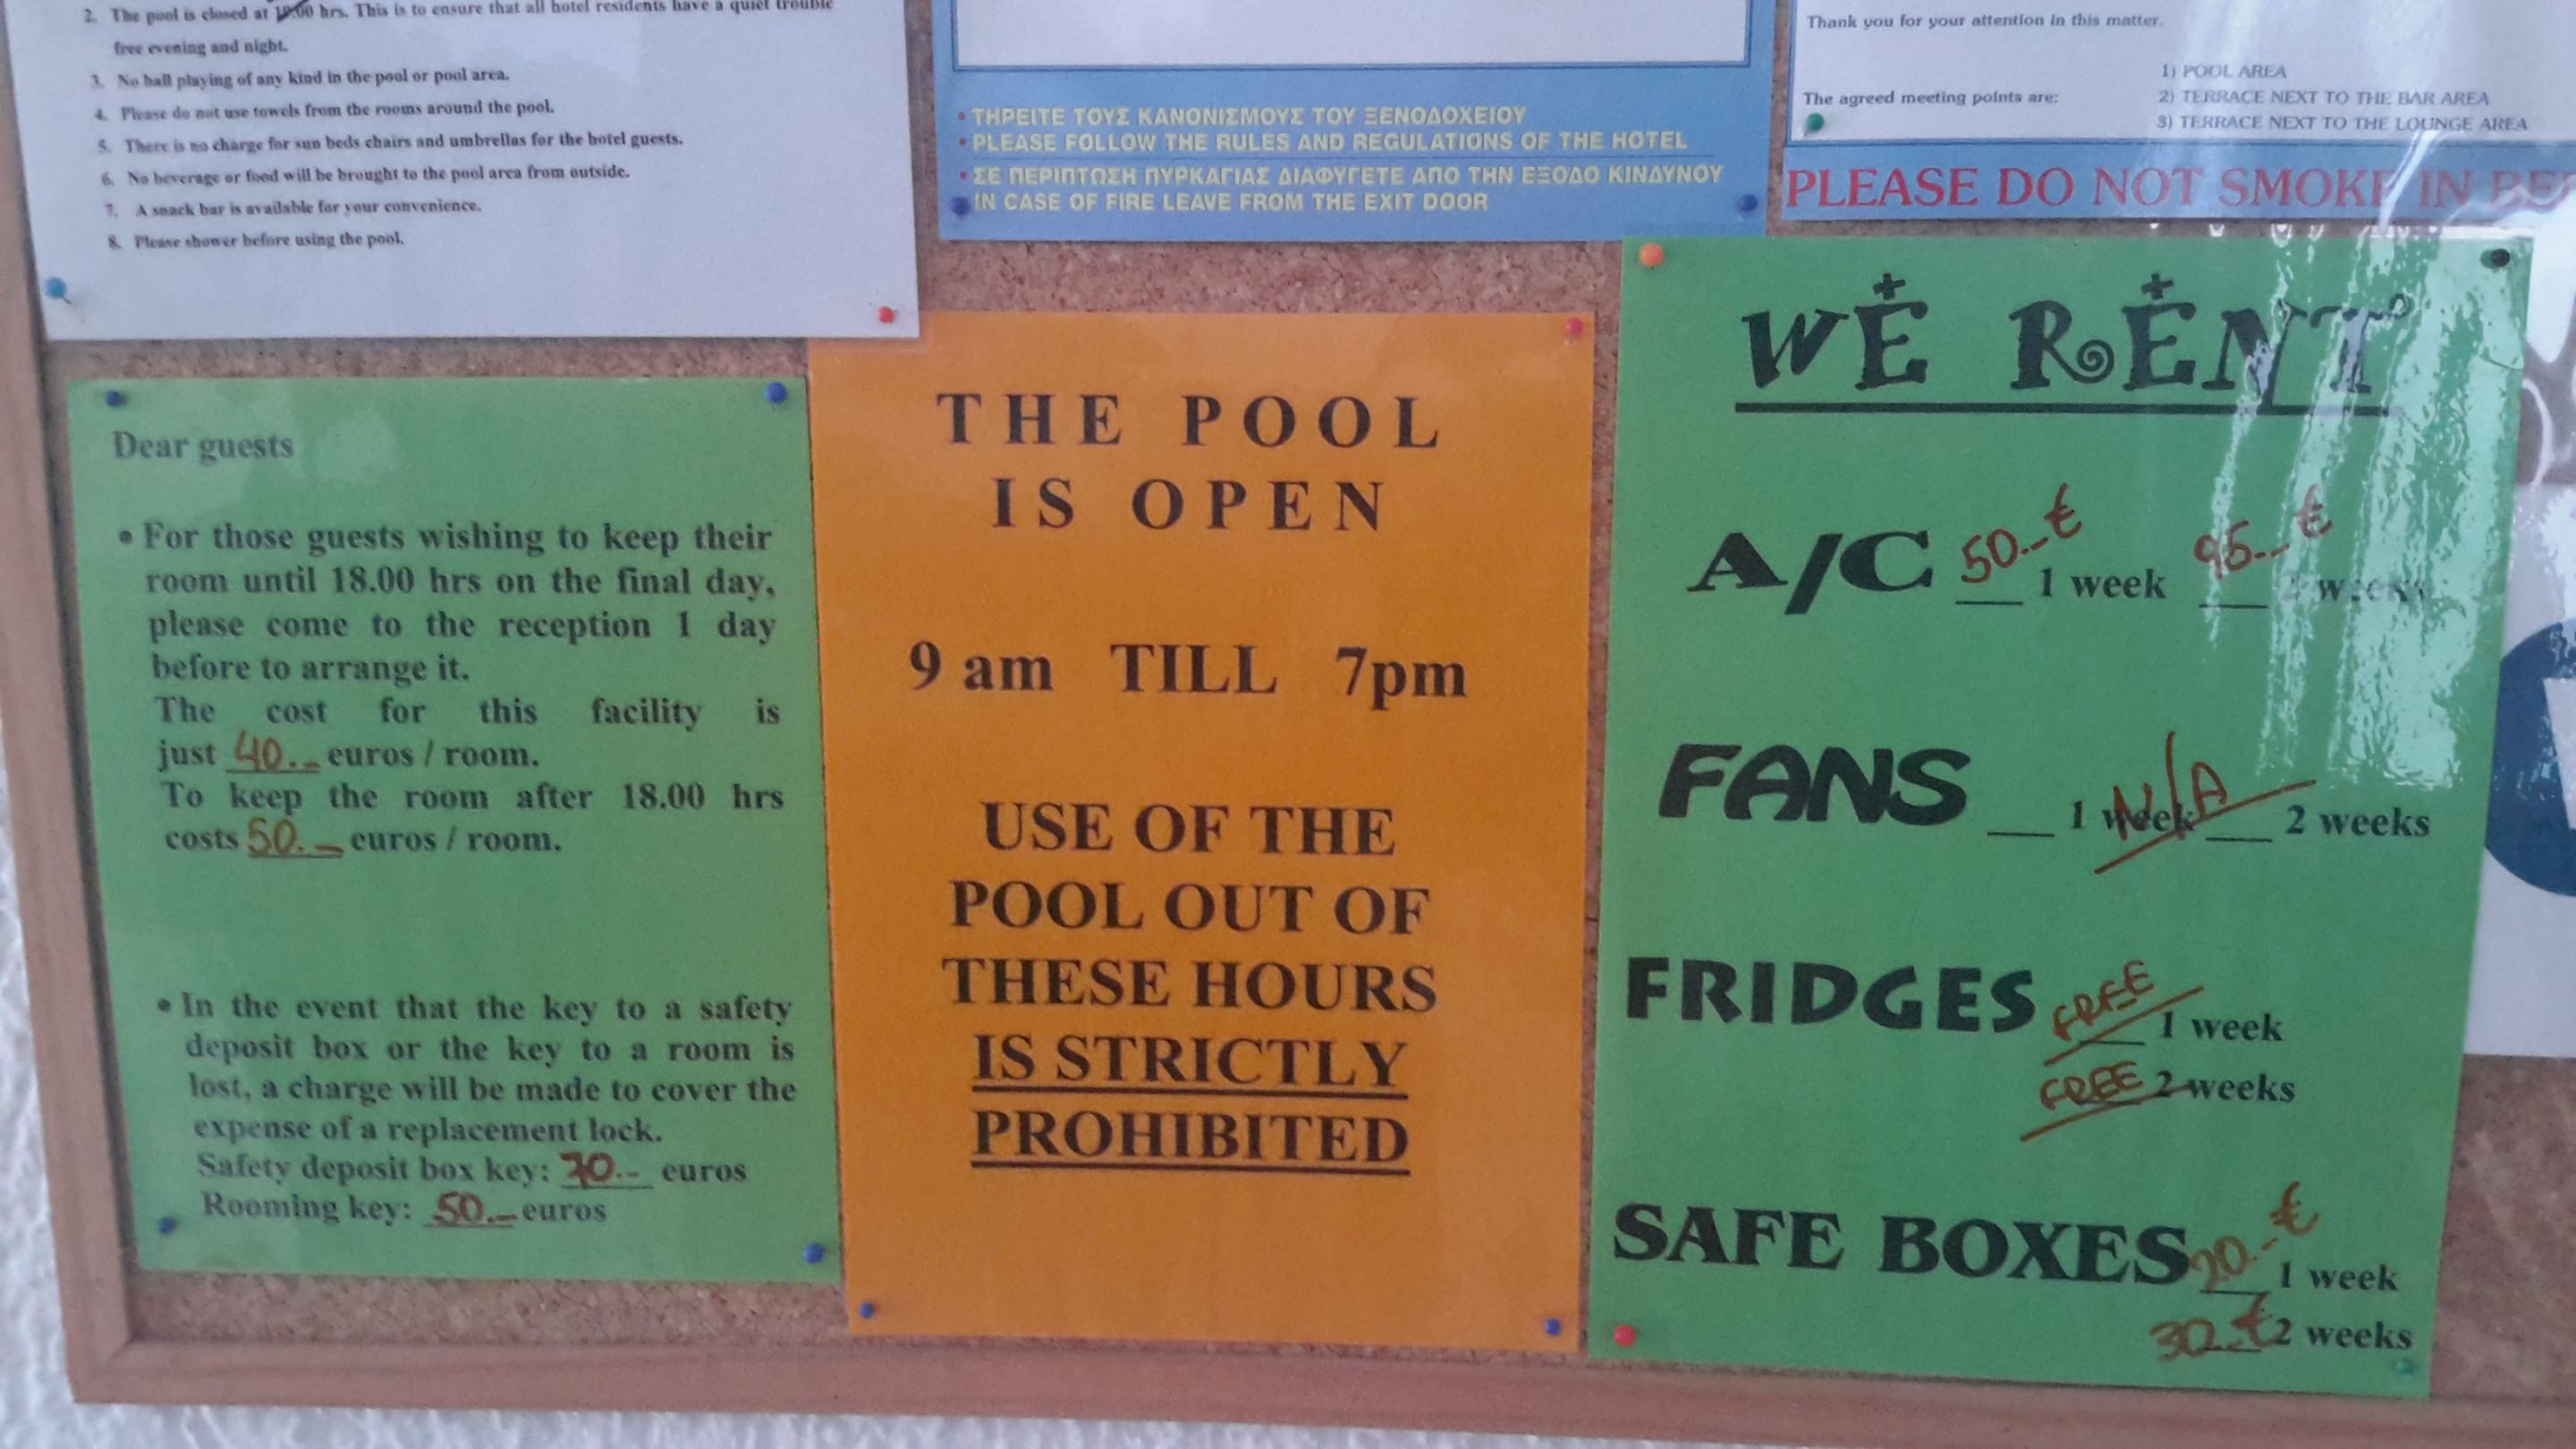 2. The pool is closed at hrs. This is to ensure that all hotel residents have a quiet trouble
free evening and night.
3. No ball playing of any kind in the pool or pool area.
4. Please do not use towels from the rooms around the pool.
5. There is no charge for sun beds chairs and umbrellas for the hotel guests.
6. No beverage or food will be brought to the pool area from outside.
7. A snack bar is available for your convenience.
8. Please shower before using the pool.
• ΤΗΡΕΙΤΕ ΤΟΥΣ ΚΑΝΟΝΙΣΜΟΥΣ ΤΟΥ ΞΕΝΟΔΟΧΕΙΟΥ
• PLEASE FOLLOW THE RULES AND REGULATIONS OF THE HOTEL
• ΣΕ ΠΕΡΙΠΤΩΣΗ ΠΥΡΚΑΓΙΑΣ ΔΙΑΦΥΓΕΤΕ ΑΠΟ ΤΗΝ ΕΞΟΔΟ ΚΙΝΔΥΝΟΥ
IN CASE OF FIRE LEAVE FROM THE EXIT DOOR
Thank you for your attention in this matter.
The agreed meeting points are:
1) POOL AREA
2) TERRACE NEXT TO THE BAR AREA
3) TERRACE NEXT TO THE LOUNGE AREA
PLEASE DO NOT SMOKE IN BE
Dear guests
• For those guests wishing to keep their
room until 18.00 hrs on the final day,
please come to the reception 1 day
before to arrange it.
The cost for this facility is
just 40.- euros / room.
To keep the room after 18.00 hrs
costs 50.- euros / room.
• In the event that the key to a safety
deposit box or the key to a room is
lost, a charge will be made to cover the
expense of a replacement lock.
Safety deposit box key: 70.- euros
Rooming key: 50.- euros
THE POOL
IS OPEN
9 am TILL 7pm
USE OF THE
POOL OUT OF
THESE HOURS
IS STRICTLY
PROHIBITED
WE RENT
A/C 50.-€ 1 week 95.-€ 2 weeks
FANS __ 1 week N/A __ 2 weeks
FRIDGES FREE 1 week
FREE 2 weeks
SAFE BOXES 20.-€ 1 week
30.-€ 2 weeks